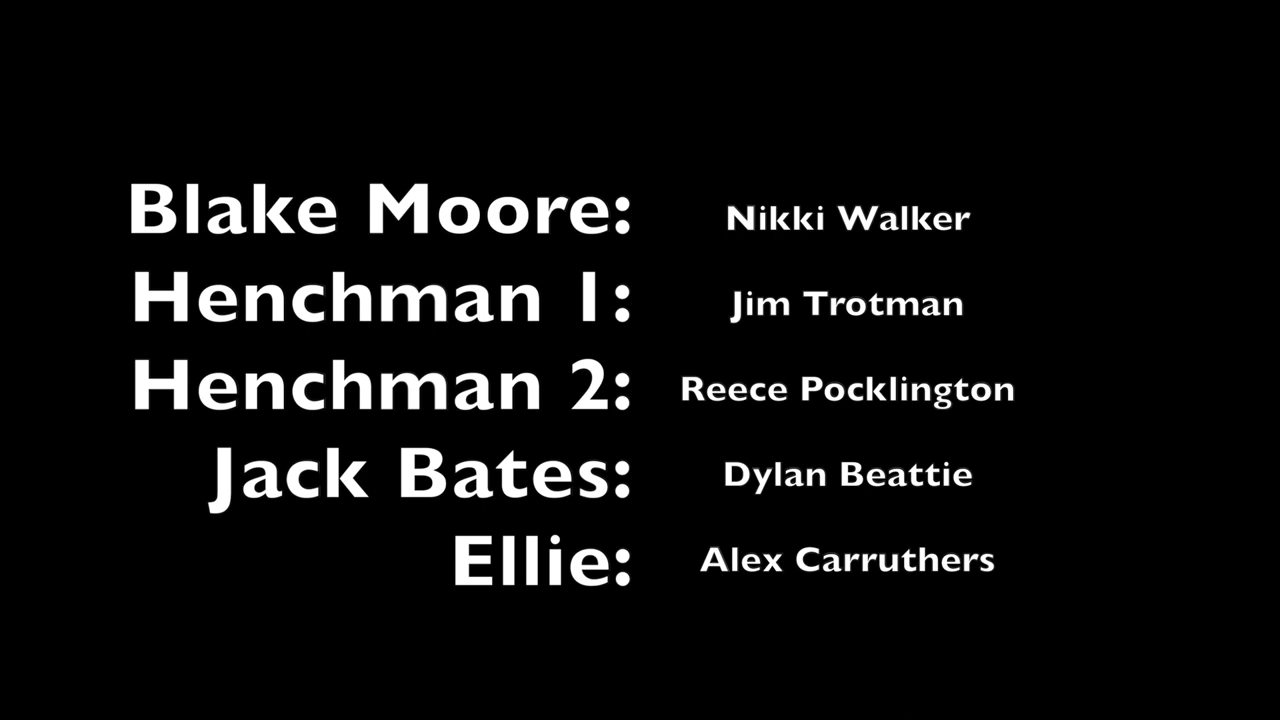 Blake Moore: Nikki Walker
Henchman 1: Jim Trotman
Henchman 2: Reece Pocklington
Jack Bates: Dylan Beattie
Ellie: Alex Carruthers